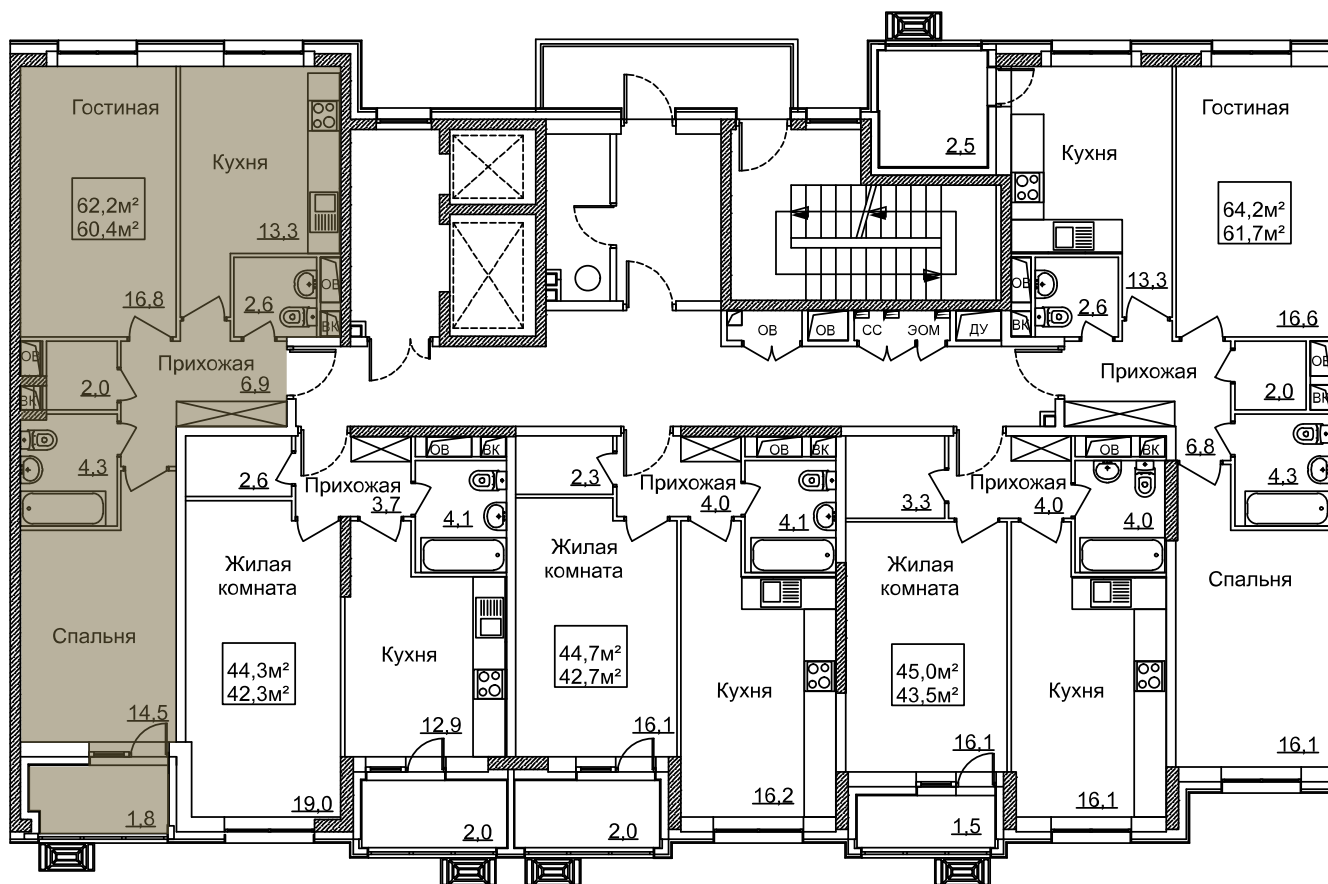 Гостиная
Кухня
62,2м²
60,4м²
13,3
16,8
2,6
ОВ
ВК
Прихожая
6,9
ОВ
2,0
ВК
4,3
Спальня
14,5
1,8
2,6
Прихожая
3,7
ОВ
ВК
4,1
Жилая
комната
44,3м²
42,3м²
19,0
Кухня
12,9
2,0
2,3
Прихожая
4,0
ОВ
ВК
4,1
Жилая
комната
44,7м²
42,7м²
16,1
Кухня
16,2
2,0
ОВ
ОВ
СС
ЭОМ
ДУ
3,3
Прихожая
4,0
ОВ
ВК
4,0
Жилая
комната
45,0м²
43,5м²
16,1
Кухня
16,1
1,5
2,5
Кухня
Гостиная
64,2м²
61,7м²
13,3
16,6
ОВ
ВК
2,6
Прихожая
6,8
2,0
ОВ
ВК
4,3
Спальня
16,1